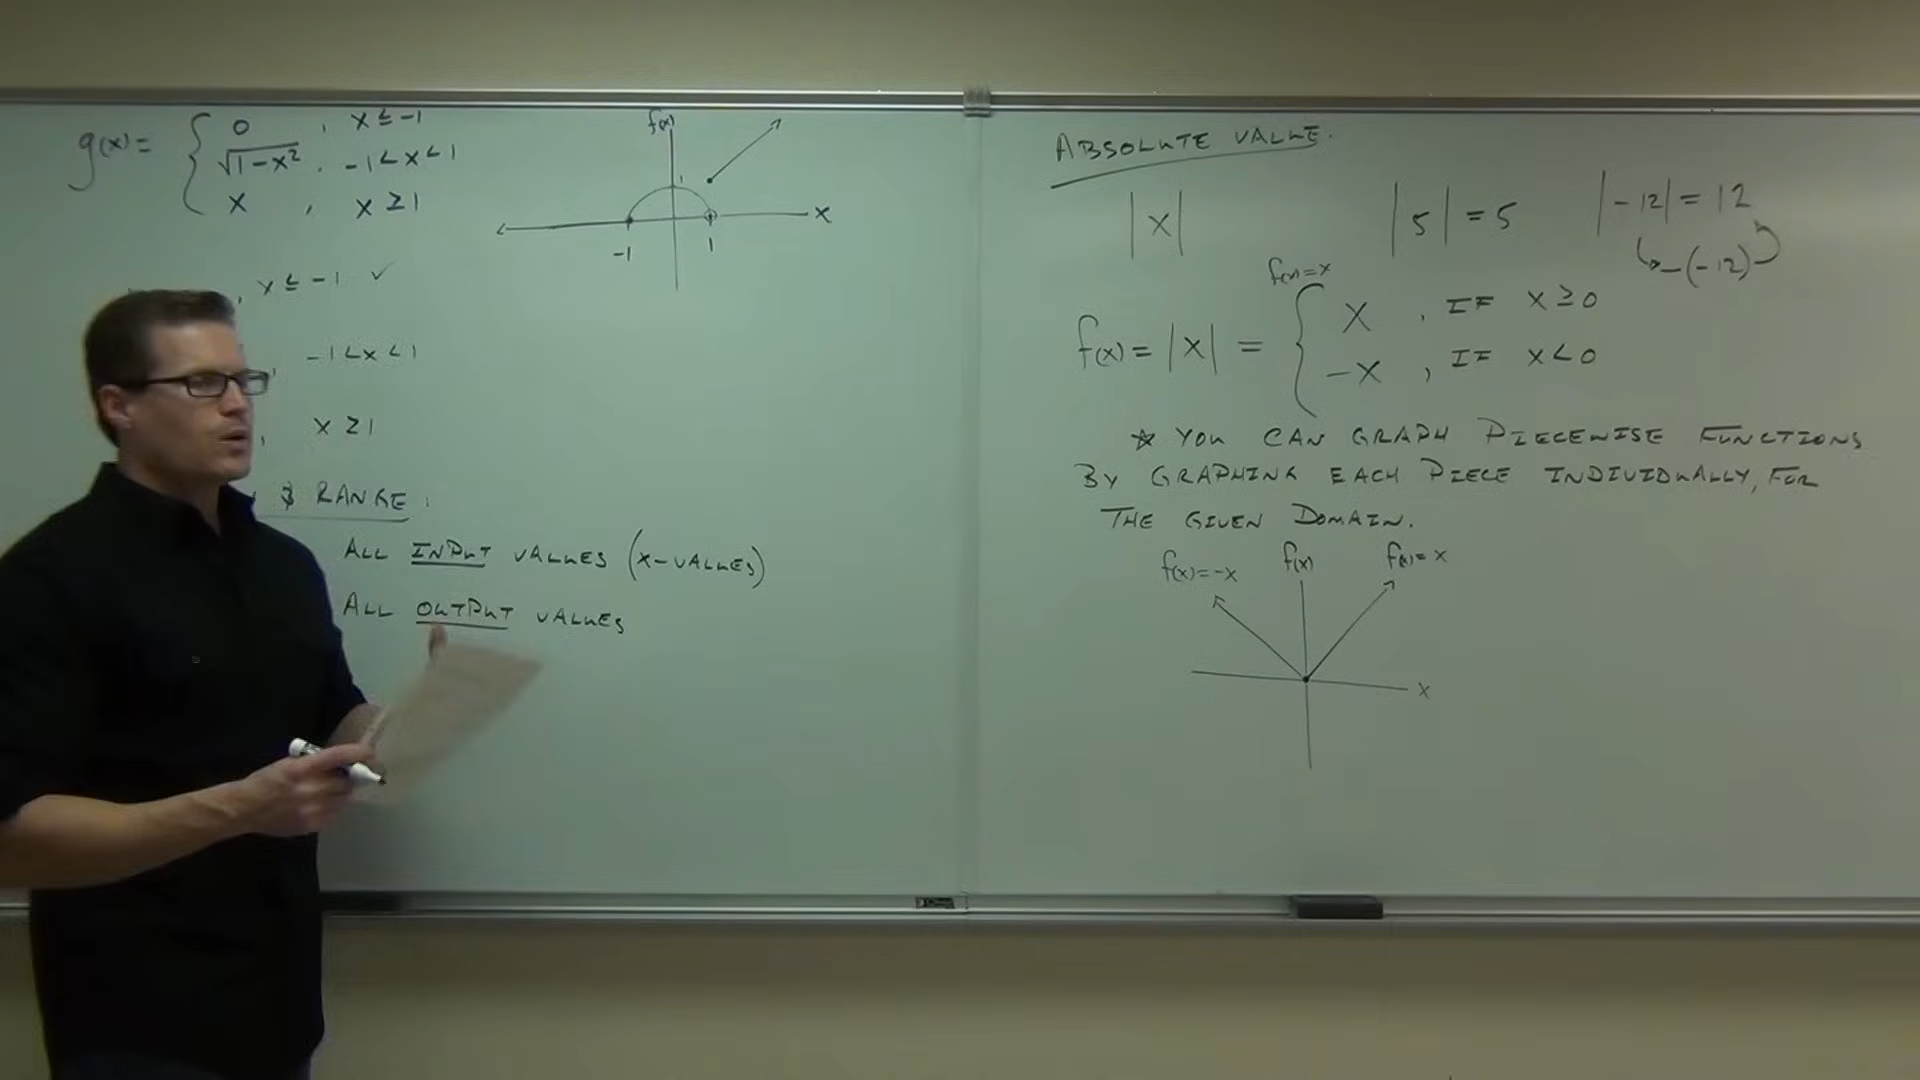 g(x) = { 0 , x ≤ -1
√1-x² , -1 < x < 1
x , x ≥ 1
, x ≤ -1 ✓
, -1 < x < 1
, x ≥ 1
f(x)
1
-1
1
x
& RANGE:
ALL INPUT VALUES (X-VALUES)
ALL OUTPUT VALUES
ABSOLUTE VALUE.
|x| |5| = 5 |-12| = 12
-(-12)
f(x) = x
f(x) = |x| = { x , IF x ≥ 0
-x , IF x < 0
☆ YOU CAN GRAPH PIECEWISE FUNCTIONS
BY GRAPHING EACH PIECE INDIVIDUALLY, FOR
THE GIVEN DOMAIN.
f(x) = -x f(x) f(x) = x
x